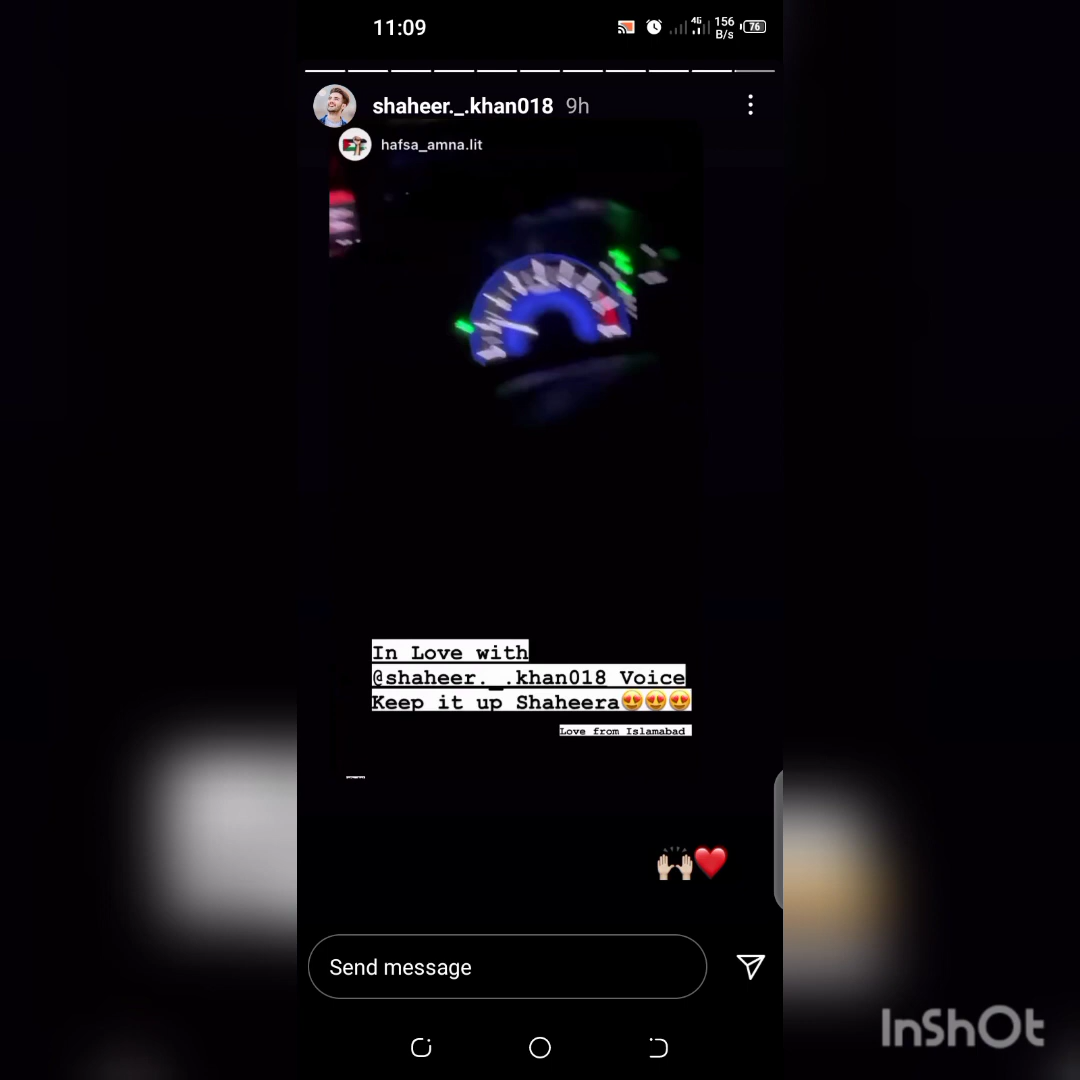 11:09
4G
156
B/s
76
shaheer._.khan018 9h
hafsa_amna.lit
In Love with
@shaheer._.khan018 Voice
Keep it up Shaheera😍😍😍
Love from Islamabad
🙌🏻❤️
Send message
InShOt